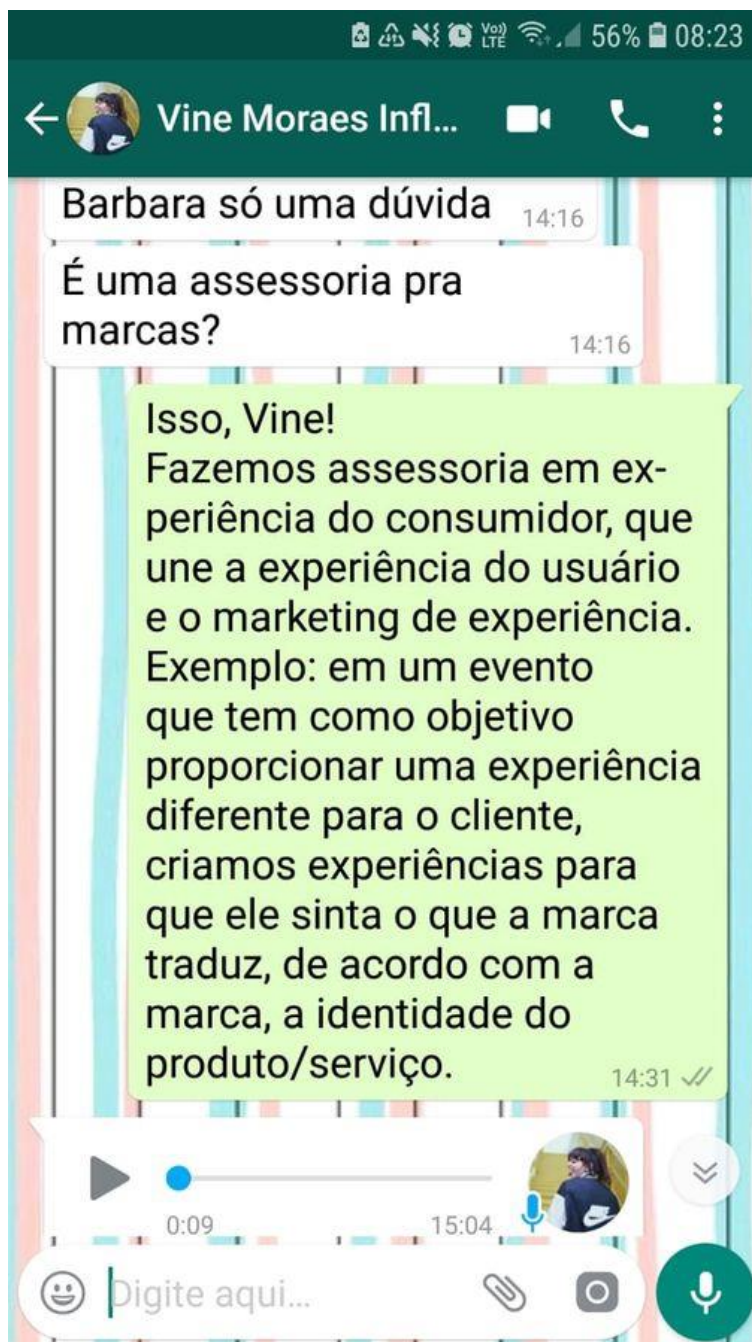 Vo)) LTE 56% 08:23
Vine Moraes Infl...
Barbara só uma dúvida 14:16
É uma assessoria pra
marcas? 14:16
Isso, Vine!
Fazemos assessoria em ex-
periência do consumidor, que
une a experiência do usuário
e o marketing de experiência.
Exemplo: em um evento
que tem como objetivo
proporcionar uma experiência
diferente para o cliente,
criamos experiências para
que ele sinta o que a marca
traduz, de acordo com a
marca, a identidade do
produto/serviço. 14:31
0:09 15:04
Digite aqui...